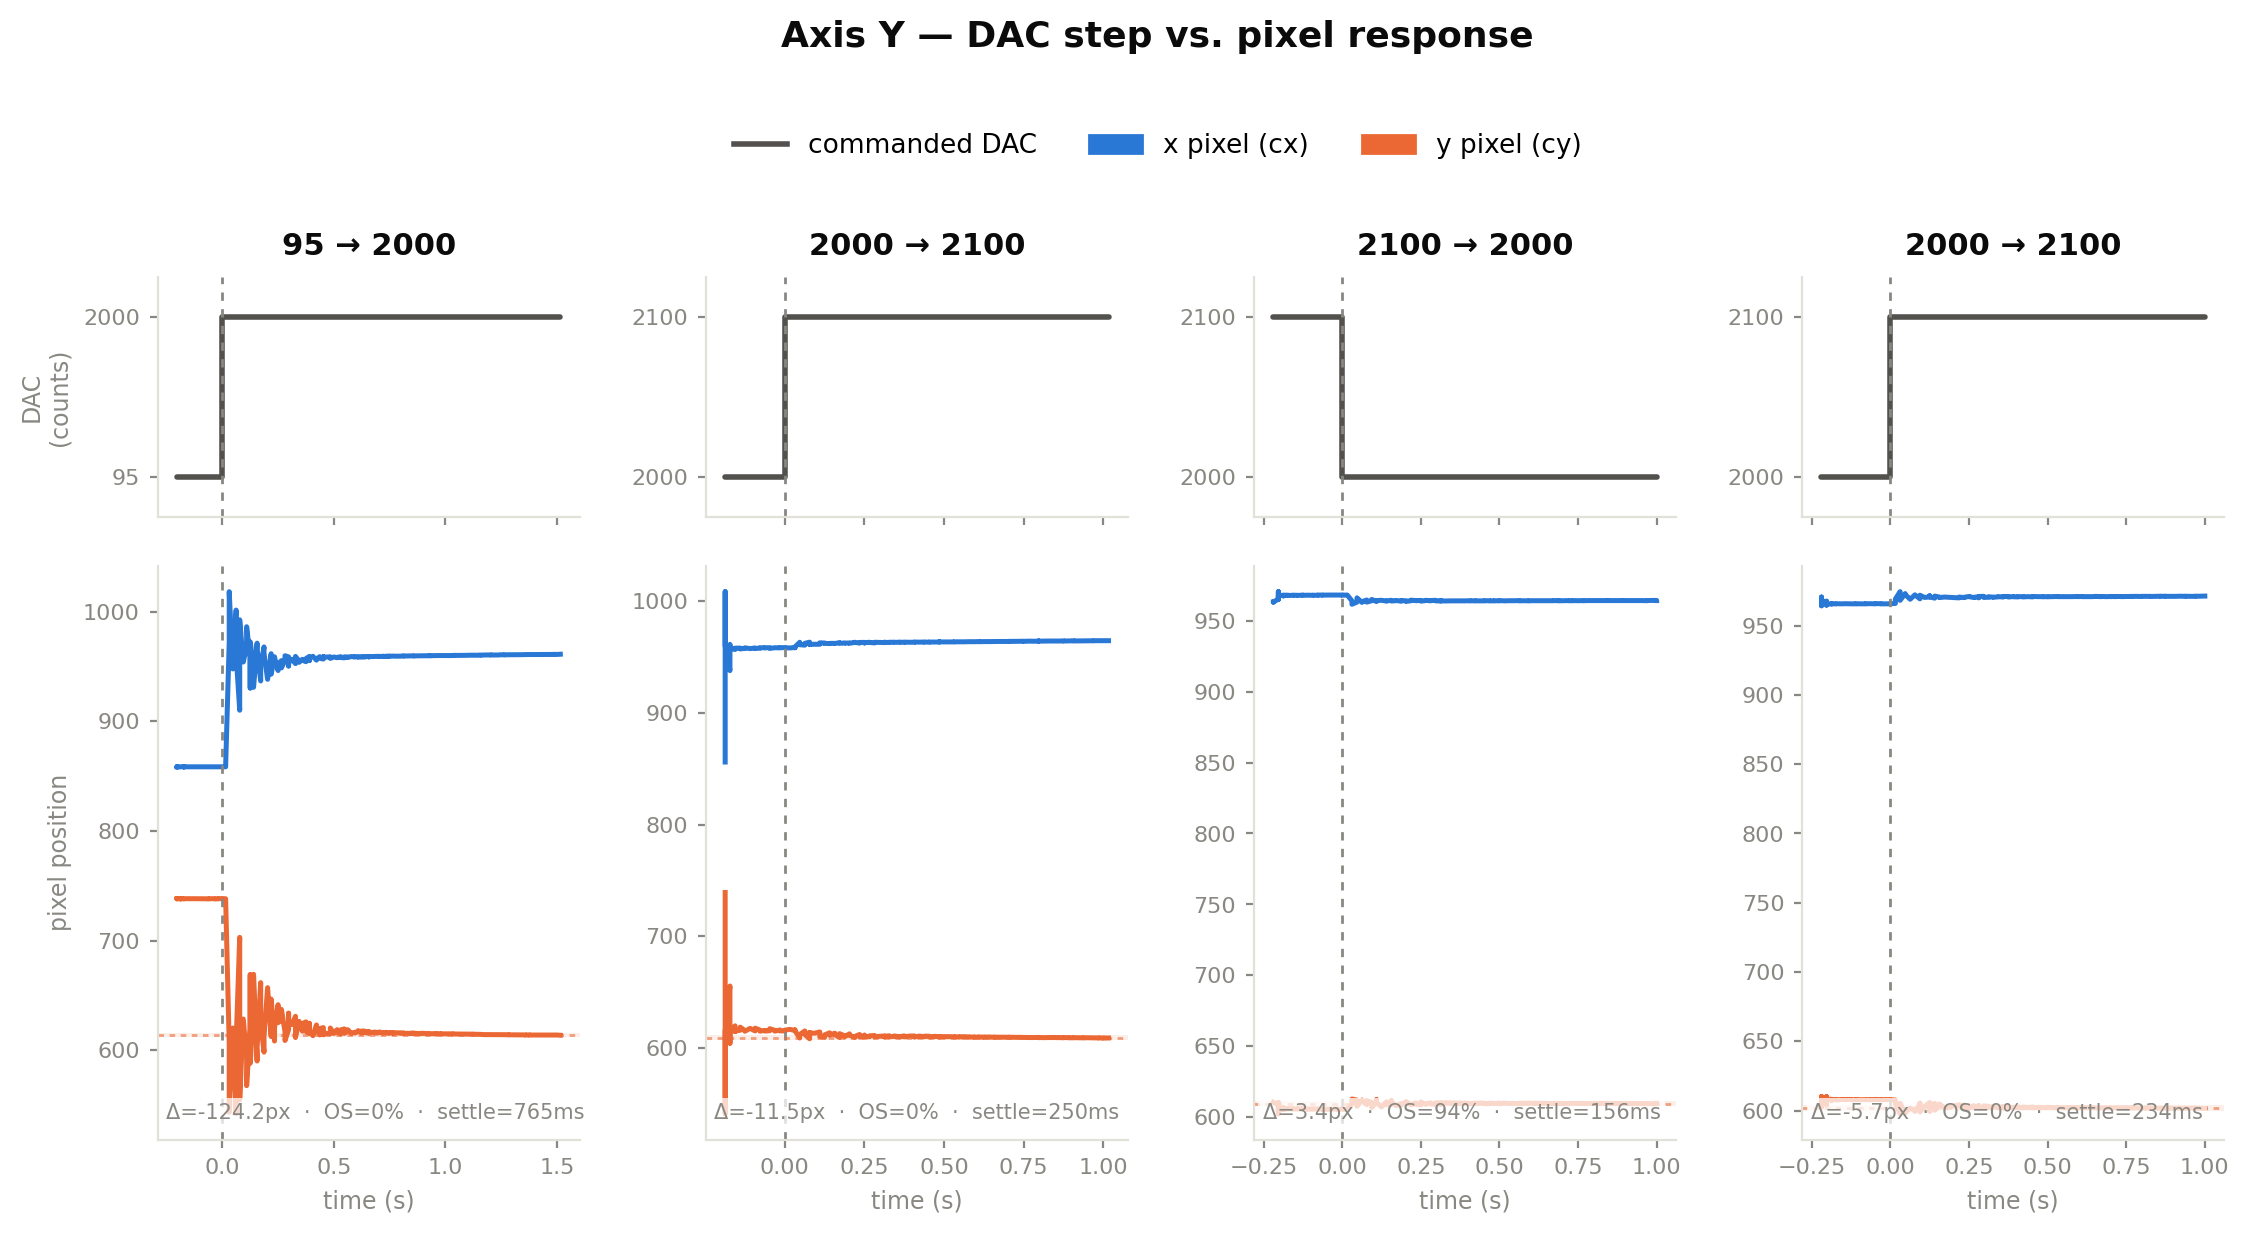 Axis Y — DAC step vs. pixel response
commanded DAC
x pixel (cx)
y pixel (cy)
95 → 2000
2000 → 2100
2100 → 2000
2000 → 2100
DAC
(counts)
2000
95
2100
2000
2100
2000
2100
2000
pixel position
1000
900
800
700
600
Δ=-124.2px · OS=0% · settle=765ms
0.0
0.5
1.0
1.5
time (s)
1000
900
800
700
600
Δ=-11.5px · OS=0% · settle=250ms
0.00
0.25
0.50
0.75
1.00
time (s)
950
900
850
800
750
700
650
600
Δ=3.4px · OS=94% · settle=156ms
−0.25
0.00
0.25
0.50
0.75
1.00
time (s)
950
900
850
800
750
700
650
600
Δ=-5.7px · OS=0% · settle=234ms
−0.25
0.00
0.25
0.50
0.75
1.00
time (s)